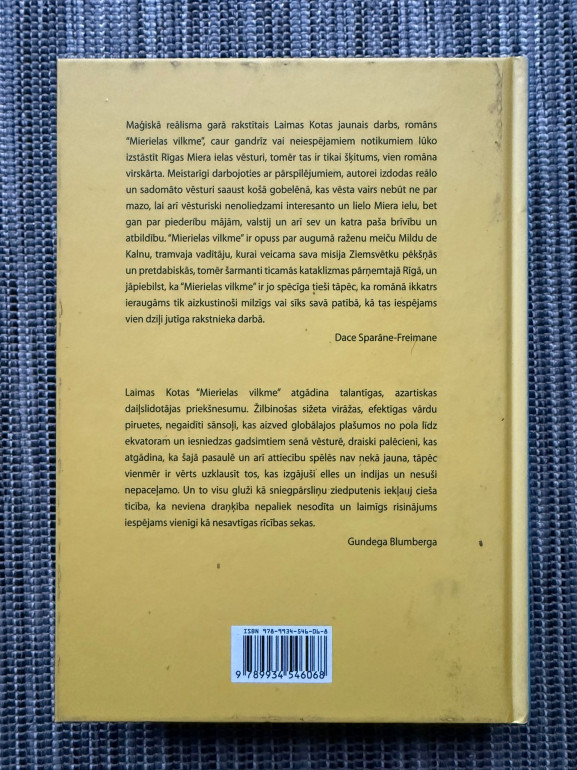 Maģiskā reālisma garā rakstītais Laimas Kotas jaunais darbs, romāns
"Mierielas vilkme", caur gandrīz vai neiespējamiem notikumiem lūko
izstāstīt Rīgas Miera ielas vēsturi, tomēr tas ir tikai šķitums, vien romāna
virskārta. Meistarīgi darbojoties ar pārspīlējumiem, autorei izdodas reālo
un sadomāto vēsturi saaust košā gobelēnā, kas vēsta vairs nebūt ne par
mazo, lai arī vēsturiski nenoliedzami interesanto un lielo Miera ielu, bet
gan par piederību mājām, valstij un arī sev un katra paša brīvību un
atbildību. "Mierielas vilkme" ir opuss par augumā raženu meiču Mildu de
Kalnu, tramvaja vadītāju, kurai veicama sava misija Ziemsvētku pēkšņās
un pretdabiskās, tomēr šarmanti ticamās kataklizmas pārņemtajā Rīgā, un
jāpiebilst, ka "Mierielas vilkme" ir jo spēcīga tieši tāpēc, ka romānā ikkatrs
ieraugāms tik aizkustinoši milzīgs vai sīks savā patībā, kā tas iespējams
vien dziļi jutīga rakstnieka darbā.
Dace Sparāne-Freimane
Laimas Kotas "Mierielas vilkme" atgādina talantīgas, azartiskas
daiļslidotājas priekšnesumu. Žilbinošas sižeta virāžas, efektīgas vārdu
piruetes, negaidīti sānsoļi, kas aizved globālajos plašumos no pola līdz
ekvatoram un iesniedzas gadsimtiem senā vēsturē, draiski palēcieni, kas
atgādina, ka šajā pasaulē un arī attiecību spēlēs nav nekā jauna, tāpēc
vienmēr ir vērts uzklausīt tos, kas izgājuši elles un indijas un nesuši
nepaceļamo. Un to visu gluži kā sniegpārsliņu ziedputenis iekļauj cieša
ticība, ka neviena draņķība nepaliek nesodīta un laimīgs risinājums
iespējams vienīgi kā nesavtīgas rīcības sekas.
Gundega Blumberga
ISBN 978-9934-546-06-8
9 789934 546068